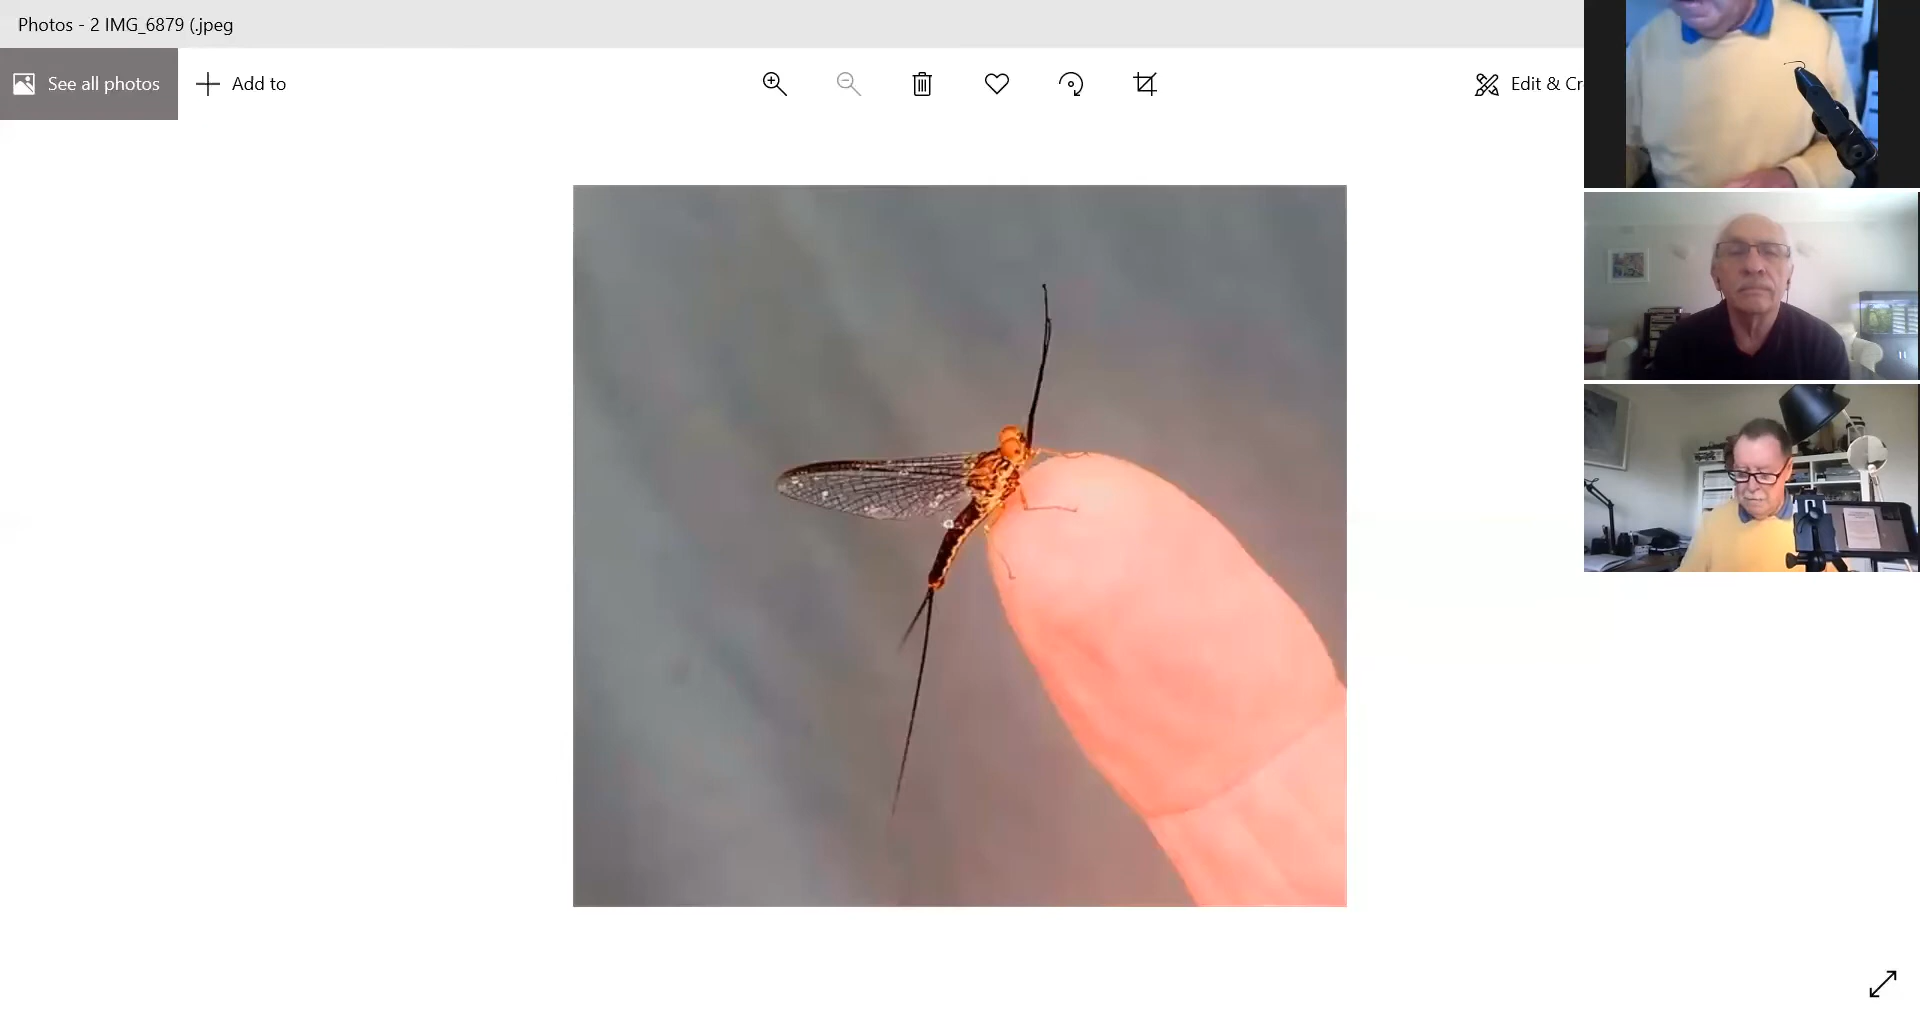 Photos - 2 IMG_6879 (.jpeg
See all photos
Add to
Edit & Cr